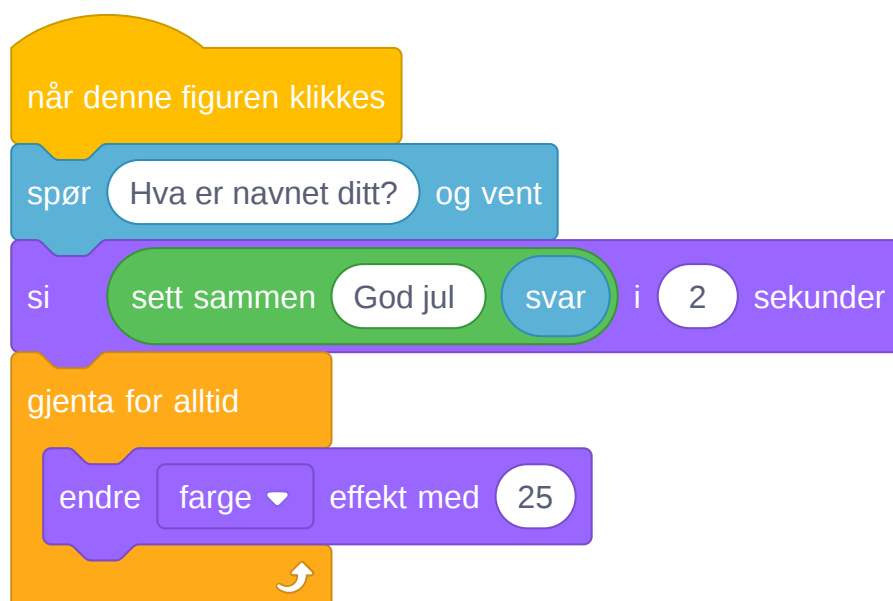 når denne figuren klikkes
spør Hva er navnet ditt? og vent
si sett sammen God jul svar i 2 sekunder
gjenta for alltid
endre farge effekt med 25